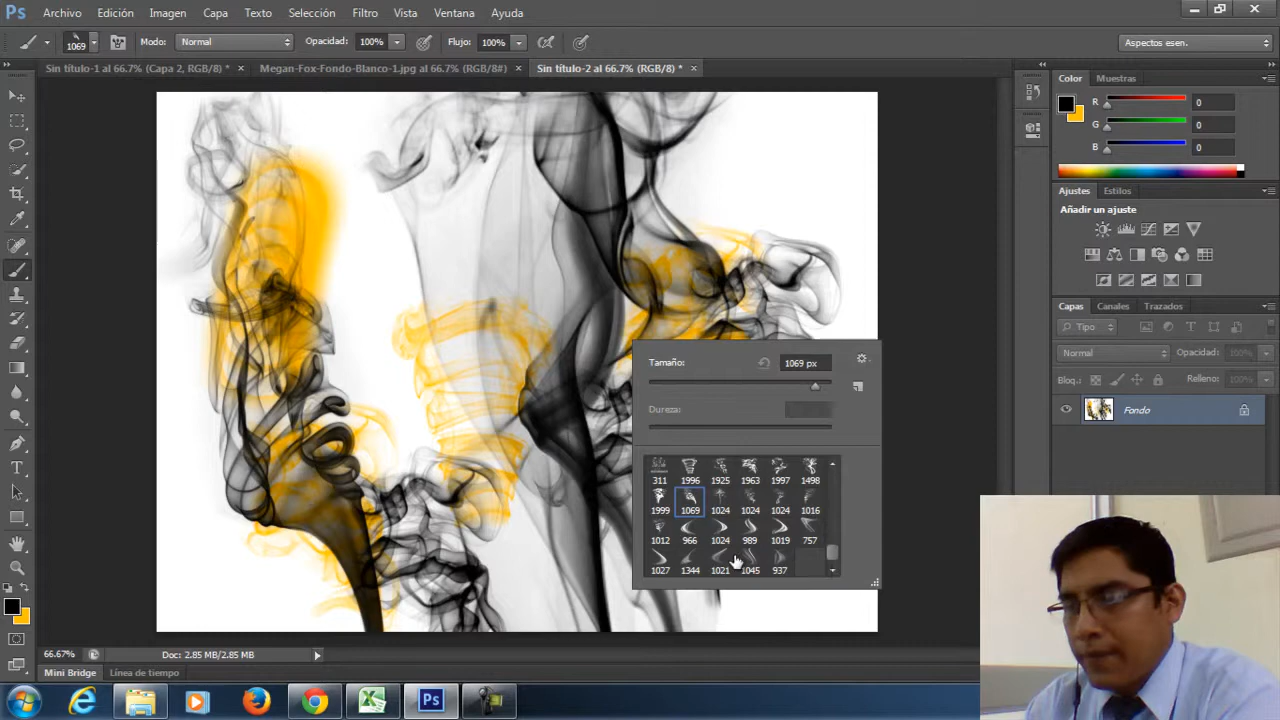 Ps Archivo Edición Imagen Capa Texto Selección Filtro Vista Ventana Ayuda
1069 Modo: Normal Opacidad: 100% Flujo: 100% Aspectos esen.
Sin título-1 al 66.7% (Capa 2, RGB/8) * × Megan-Fox-Fondo-Blanco-1.jpg al 66.7% (RGB/8#) × Sin título-2 al 66.7% (RGB/8) * ×
Color Muestras
R 0
G 0
B 0
Ajustes Estilos
Añadir un ajuste
Capas Canales Trazados
Tipo
Normal Opacidad: 100%
Bloq.: Relleno: 100%
Fondo
Tamaño: 1069 px
Dureza:
311 1996 1925 1963 1997 1498
1999 1069 1024 1024 1024 1016
1012 966 1024 989 1019 757
1027 1344 1021 1045 937
66.67% Doc: 2.85 MB/2.85 MB
Mini Bridge Línea de tiempo
Ps